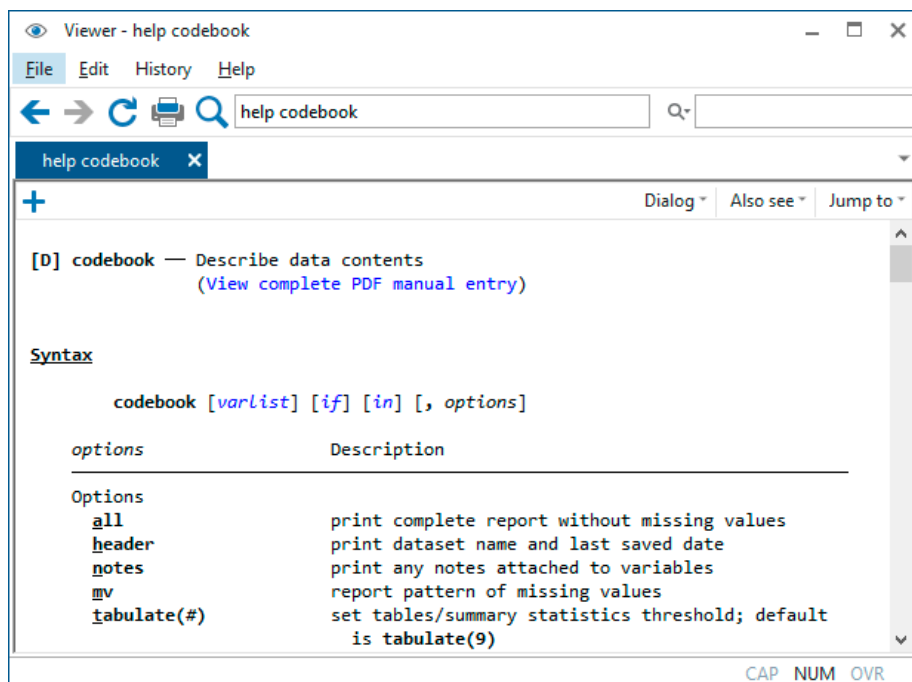 Viewer - help codebook
File Edit History Help
help codebook
help codebook
Dialog Also see Jump to
[D] codebook — Describe data contents
(View complete PDF manual entry)
Syntax
codebook [varlist] [if] [in] [, options]
options Description
Options
all print complete report without missing values
header print dataset name and last saved date
notes print any notes attached to variables
mv report pattern of missing values
tabulate(#) set tables/summary statistics threshold; default
is tabulate(9)
CAP NUM OVR